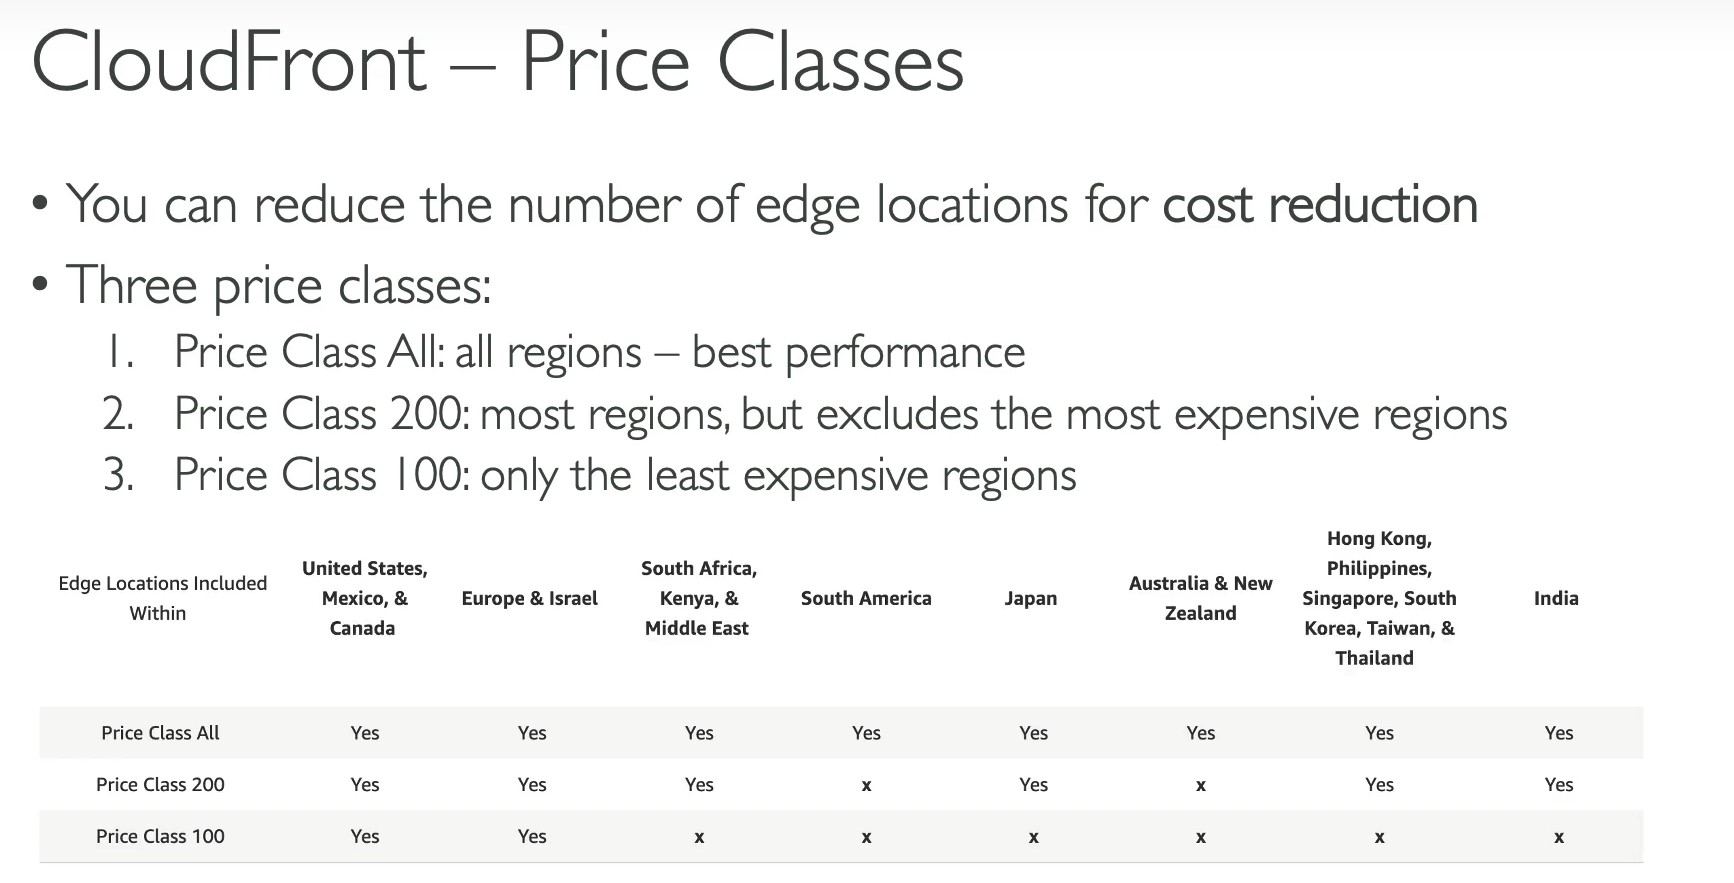 CloudFront – Price Classes
• You can reduce the number of edge locations for cost reduction
• Three price classes:
1. Price Class All: all regions – best performance
2. Price Class 200: most regions, but excludes the most expensive regions
3. Price Class 100: only the least expensive regions
Edge Locations Included
Within
United States,
Mexico, &
Canada
Europe & Israel
South Africa,
Kenya, &
Middle East
South America
Japan
Australia & New
Zealand
Hong Kong,
Philippines,
Singapore, South
Korea, Taiwan, &
Thailand
India
Price Class All Yes Yes Yes Yes Yes Yes Yes Yes
Price Class 200 Yes Yes Yes x Yes x Yes Yes
Price Class 100 Yes Yes x x x x x x